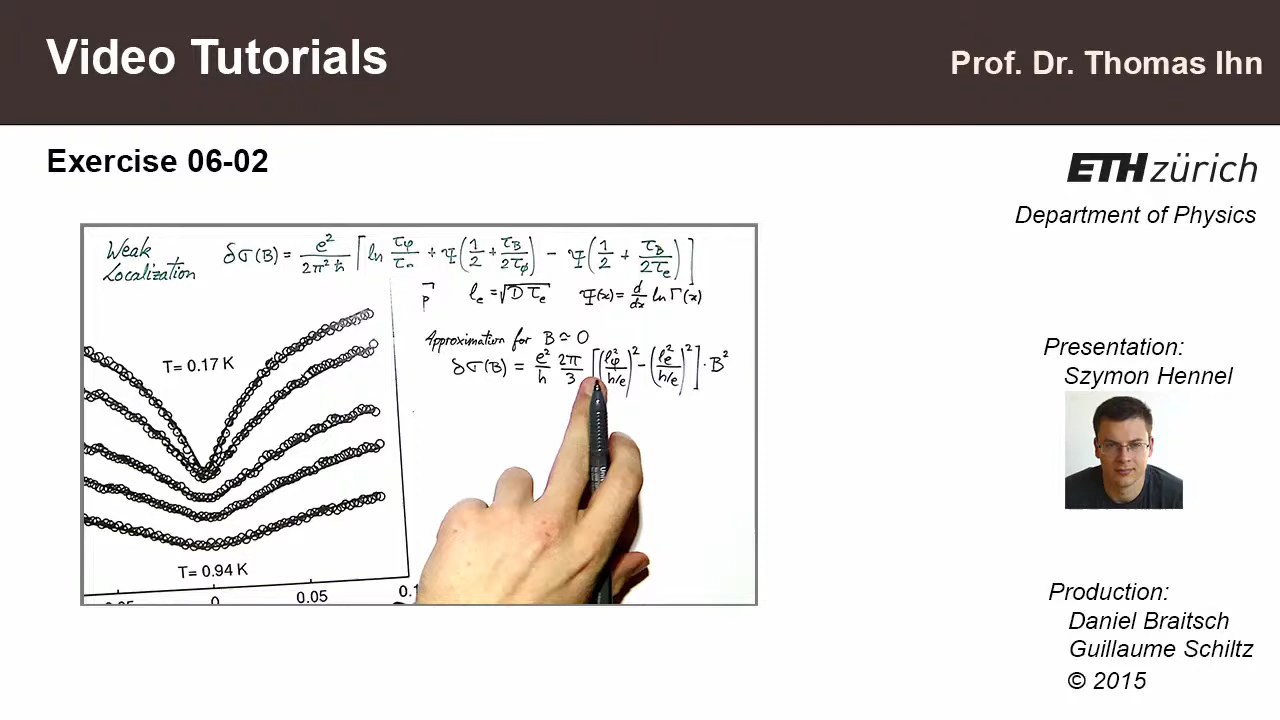 Video Tutorials
Prof. Dr. Thomas Ihn
Exercise 06-02
ETH zürich
Department of Physics
Weak
Localization
δσ(B) = e²/2π²ħ [ln τφ/τ + Ψ(1/2 + τB/2τφ) − Ψ(1/2 + τB/2τe)]
p le = √D τe Ψ(x) = d/dx ln Γ(x)
Approximation for B ≃ 0
δσ(B) = e²/h 2π/3 [(lφ²/h/e)² − (le²/h/e)²] · B²
T= 0.17 K
T= 0.94 K
0 0.05 0.
Presentation:
Szymon Hennel
Production:
Daniel Braitsch
Guillaume Schiltz
© 2015